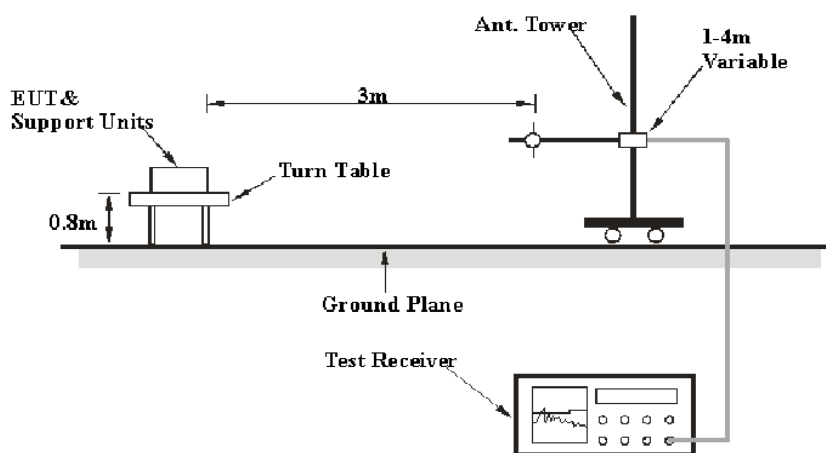 Ant. Tower
1-4m
Variable
3m
EUT&
Support Units
Turn Table
0.8m
Ground Plane
Test Receiver